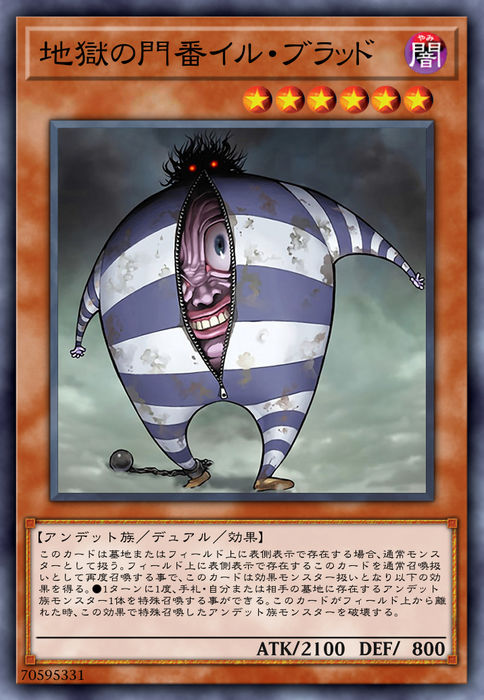 地獄の門番イル・ブラッド
やみ
闇
【アンデット族／デュアル／効果】
このカードは墓地またはフィールド上に表側表示で存在する場合、通常モンス
ターとして扱う。フィールド上に表側表示で存在するこのカードを通常召喚扱
いとして再度召喚する事で、このカードは効果モンスター扱いとなり以下の効
果を得る。●1ターンに1度、手札・自分または相手の墓地に存在するアンデット
族モンスター1体を特殊召喚する事ができる。このカードがフィールド上から離
れた時、この効果で特殊召喚したアンデット族モンスターを破壊する。
ATK/2100 DEF/ 800
70595331